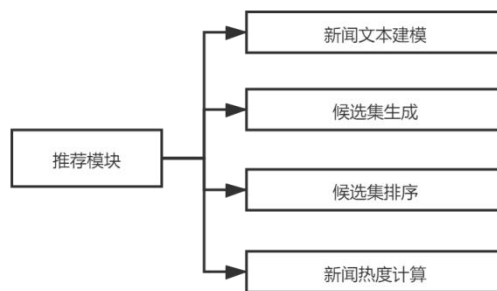 新闻文本建模
候选集生成
推荐模块
候选集排序
新闻热度计算